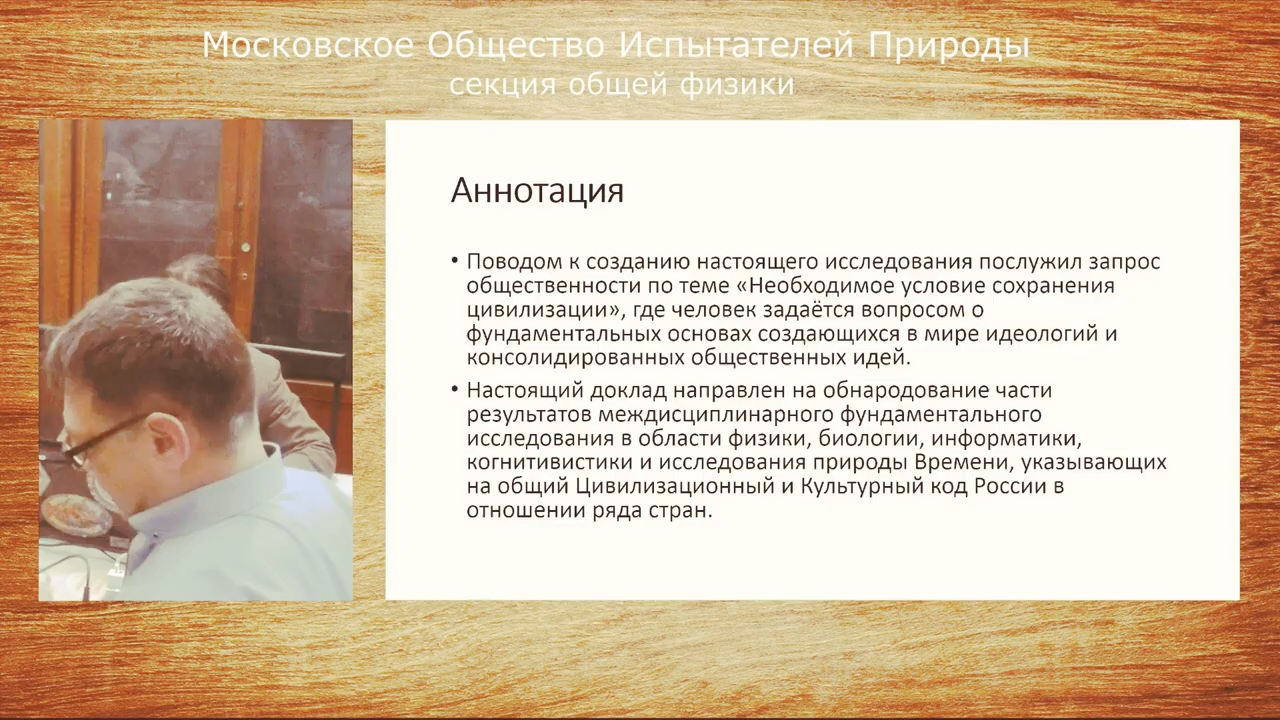 Московское Общество Испытателей Природы
секция общей физики
Аннотация
• Поводом к созданию настоящего исследования послужил запрос
общественности по теме «Необходимое условие сохранения
цивилизации», где человек задаётся вопросом о
фундаментальных основах создающихся в мире идеологий и
консолидированных общественных идей.
• Настоящий доклад направлен на обнародование части
результатов междисциплинарного фундаментального
исследования в области физики, биологии, информатики,
когнитивистики и исследования природы Времени, указывающих
на общий Цивилизационный и Культурный код России в
отношении ряда стран.